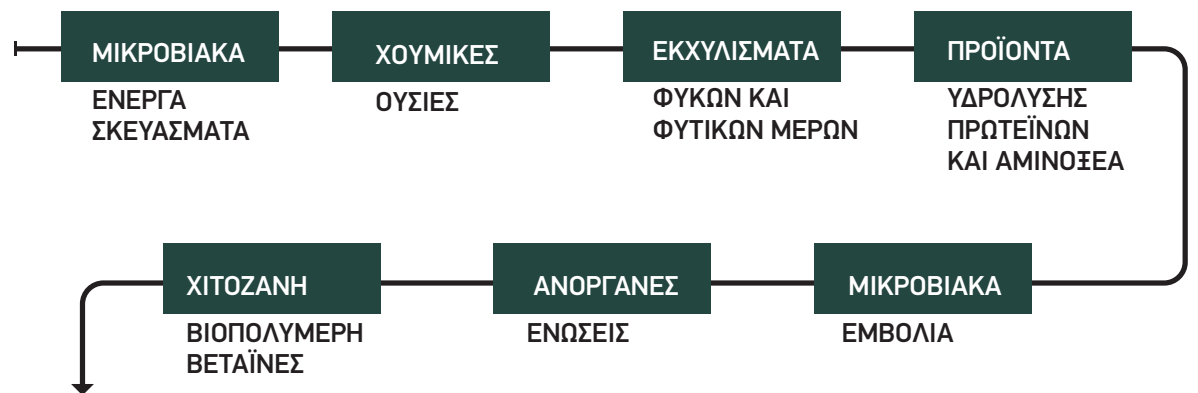 ΜΙΚΡΟΒΙΑΚΑ
ΕΝΕΡΓΑ
ΣΚΕΥΑΣΜΑΤΑ
ΧΟΥΜΙΚΕΣ
ΟΥΣΙΕΣ
ΕΚΧΥΛΙΣΜΑΤΑ
ΦΥΚΩΝ ΚΑΙ
ΦΥΤΙΚΩΝ ΜΕΡΩΝ
ΠΡΟΪΟΝΤΑ
ΥΔΡΟΛΥΣΗΣ
ΠΡΩΤΕΪΝΩΝ
ΚΑΙ ΑΜΙΝΟΞΕΑ
ΜΙΚΡΟΒΙΑΚΑ
ΕΜΒΟΛΙΑ
ΑΝΟΡΓΑΝΕΣ
ΕΝΩΣΕΙΣ
ΧΙΤΟΖΑΝΗ
ΒΙΟΠΟΛΥΜΕΡΗ
ΒΕΤΑΪΝΕΣ